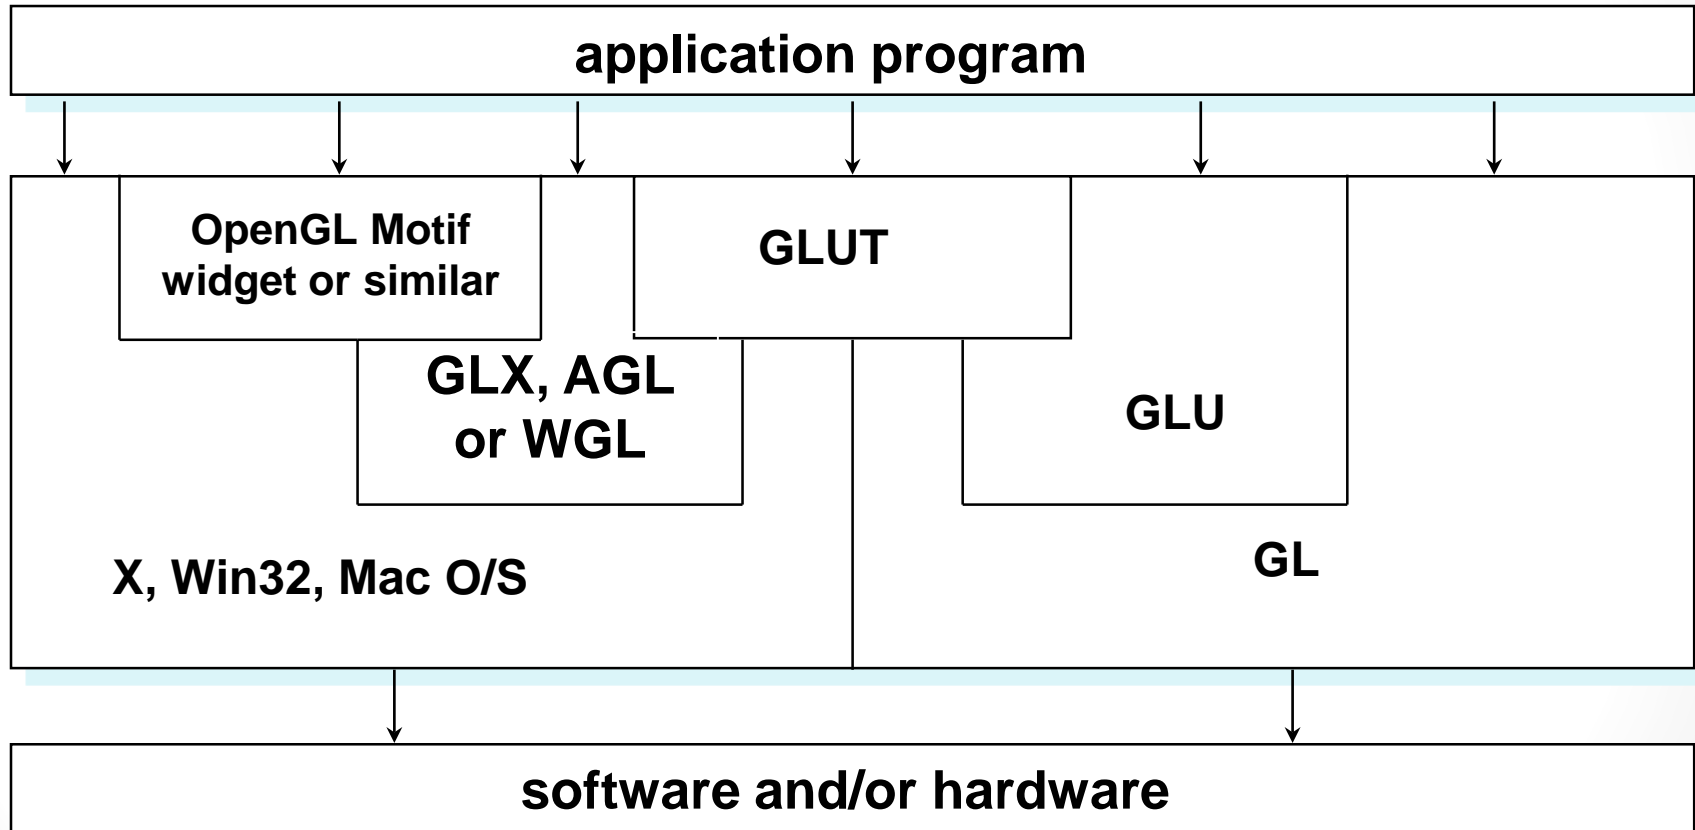 application program
OpenGL Motif
widget or similar
GLUT
GLX, AGL
or WGL
GLU
X, Win32, Mac O/S
GL
software and/or hardware